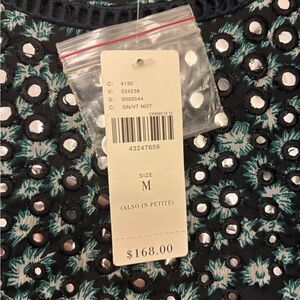 C: 4130
V: 034238
S: 0000544
C: GN/VT MOT
43247659
SIZE
M
(ALSO IN PETITE)
$168.00